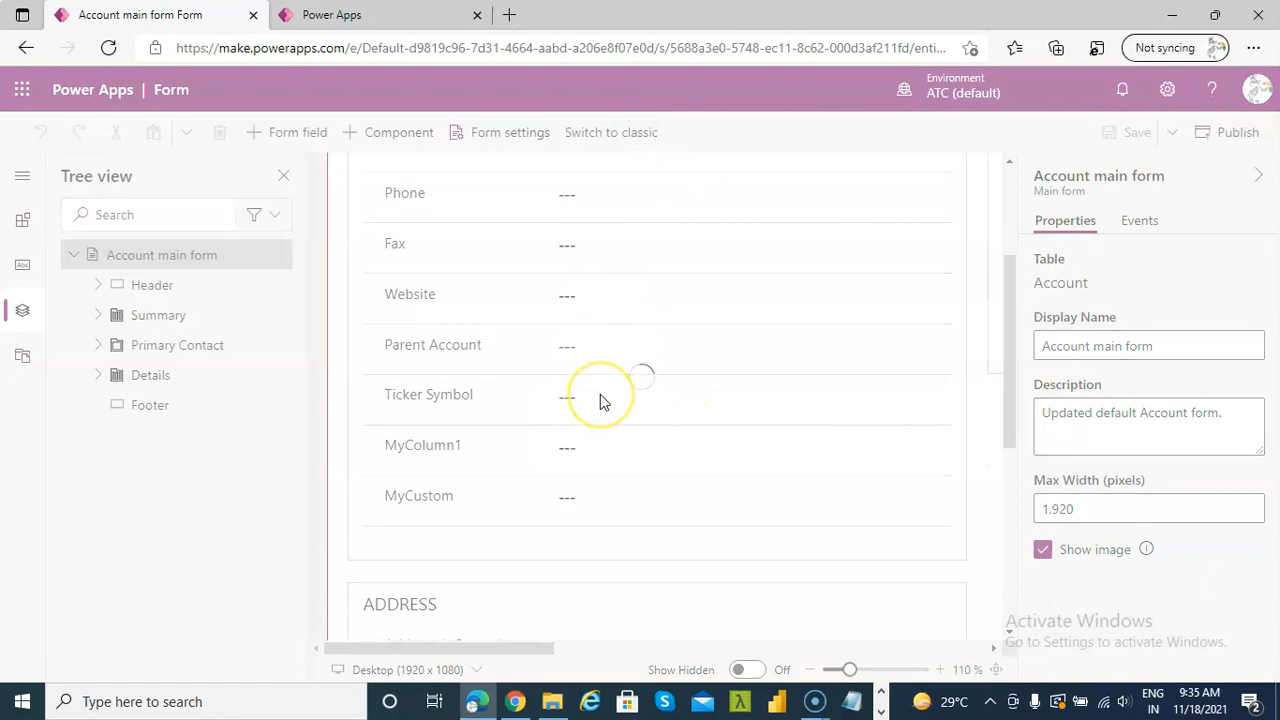 Account main form Form
Power Apps
https://make.powerapps.com/e/Default-d9819c96-7d31-4664-aabd-a206e8f07e0d/s/5688a3e0-5748-ec11-8c62-000d3af211fd/enti...
Not syncing
Power Apps | Form
Environment
ATC (default)
Form field
Component
Form settings
Switch to classic
Save
Publish
Tree view
Search
Account main form
Header
Summary
Primary Contact
Details
Footer
Phone ---
Fax ---
Website ---
Parent Account ---
Ticker Symbol ---
MyColumn1 ---
MyCustom ---
ADDRESS
Account main form
Main form
Properties
Events
Table
Account
Display Name
Account main form
Description
Updated default Account form.
Max Width (pixels)
1,920
Show image
Activate Windows
Go to Settings to activate Windows.
Desktop (1920 x 1080)
Show Hidden
Off
110 %
Type here to search
29°C
ENG
IN
9:35 AM
11/18/2021
2